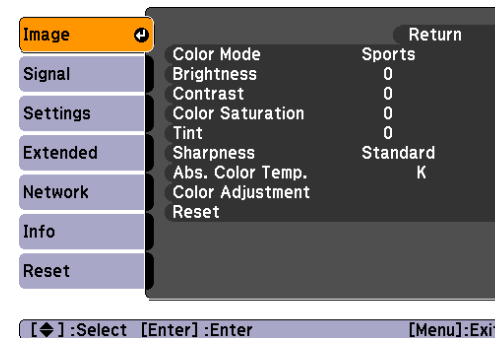 Image
Signal
Settings
Extended
Network
Info
Reset
Return
Color Mode Sports
Brightness 0
Contrast 0
Color Saturation 0
Tint 0
Sharpness Standard
Abs. Color Temp. K
Color Adjustment
Reset
[◆] :Select [Enter] :Enter [Menu]:Exit